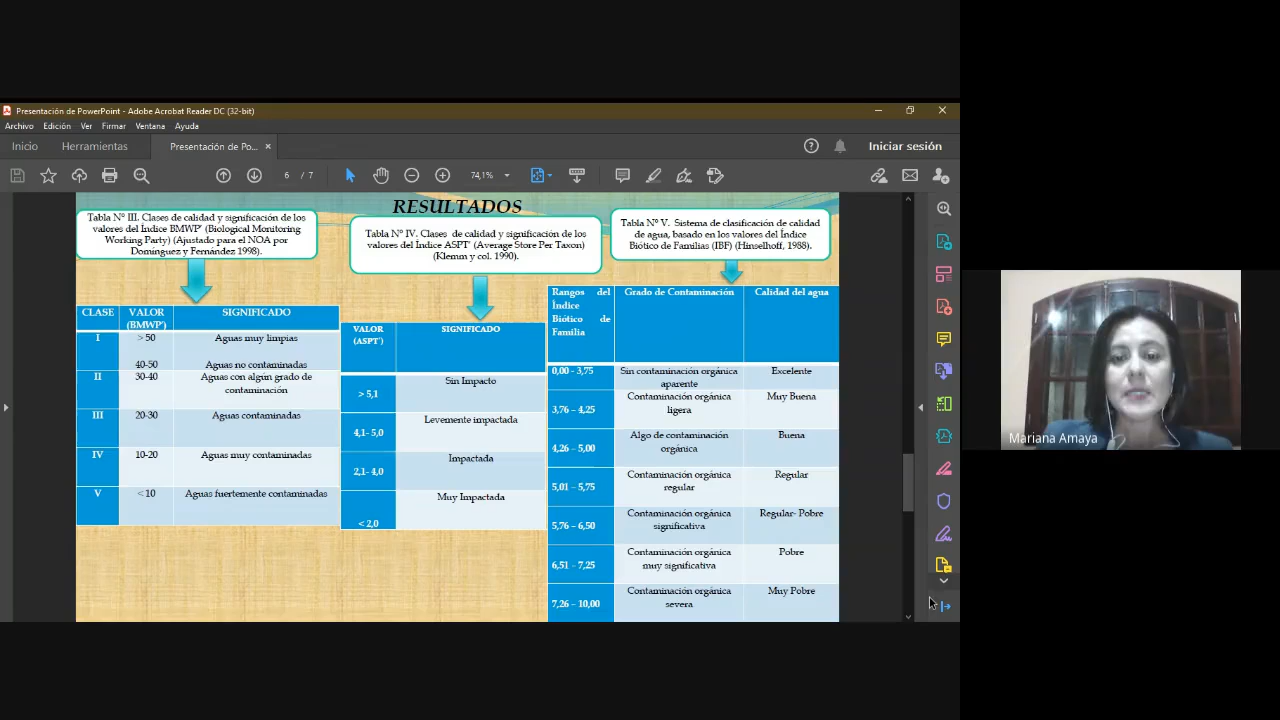 Presentación de PowerPoint - Adobe Acrobat Reader DC (32-bit)
Archivo Edición Ver Firmar Ventana Ayuda
Inicio Herramientas Presentación de Po... × Iniciar sesión
6 / 7 74,1%
RESULTADOS
Tabla Nº III. Clases de calidad y significación de los
valores del Índice BMWP' (Biological Monitoring
Working Party) (Ajustado para el NOA por
Domínguez y Fernández 1998).
Tabla Nº IV. Clases de calidad y significación de los
valores del Índice ASPT' (Average Store Per Taxon)
(Klemm y col. 1990).
Tabla Nº V. Sistema de clasificación de calidad
de agua, basado en los valores del Índice
Biótico de Familias (IBF) (Hinselhoff, 1988).
CLASE VALOR (BMWP') SIGNIFICADO
I > 50 Aguas muy limpias
40-50 Aguas no contaminadas
II 30-40 Aguas con algún grado de
contaminación
III 20-30 Aguas contaminadas
IV 10-20 Aguas muy contaminadas
V < 10 Aguas fuertemente contaminadas
VALOR (ASPT') SIGNIFICADO
> 5,1 Sin Impacto
4,1- 5,0 Levemente impactada
2,1- 4,0 Impactada
< 2,0 Muy Impactada
Rangos del Índice Biótico de Familia Grado de Contaminación Calidad del agua
0,00 – 3,75 Sin contaminación orgánica aparente Excelente
3,76 – 4,25 Contaminación orgánica ligera Muy Buena
4,26 – 5,00 Algo de contaminación orgánica Buena
5,01 – 5,75 Contaminación orgánica regular Regular
5,76 – 6,50 Contaminación orgánica significativa Regular- Pobre
6,51 – 7,25 Contaminación orgánica muy significativa Pobre
7,26 – 10,00 Contaminación orgánica severa Muy Pobre
Mariana Amaya